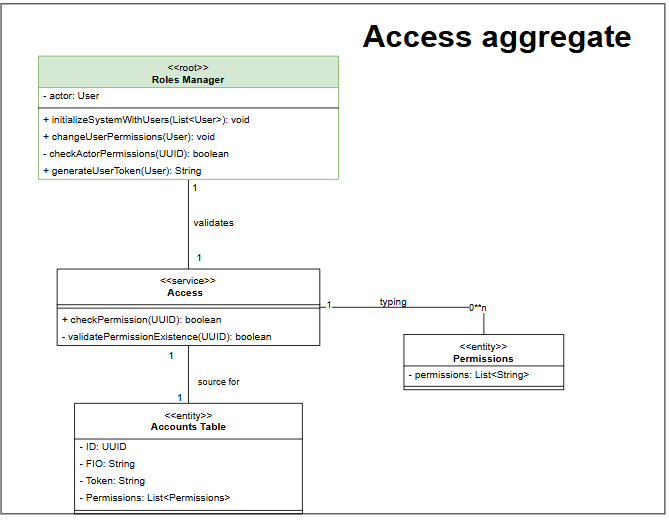 Access aggregate
<<root>>
Roles Manager
- actor: User
+ initializeSystemWithUsers(List<User>): void
+ changeUserPermissions(User): void
- checkActorPermissions(UUID): boolean
+ generateUserToken(User): String
1
validates
1
<<service>>
Access
+ checkPermission(UUID): boolean
- validatePermissionExistence(UUID): boolean
1
typing
0**n
<<entity>>
Permissions
- permissions: List<String>
1
source for
1
<<entity>>
Accounts Table
- ID: UUID
- FIO: String
- Token: String
- Permissions: List<Permissions>